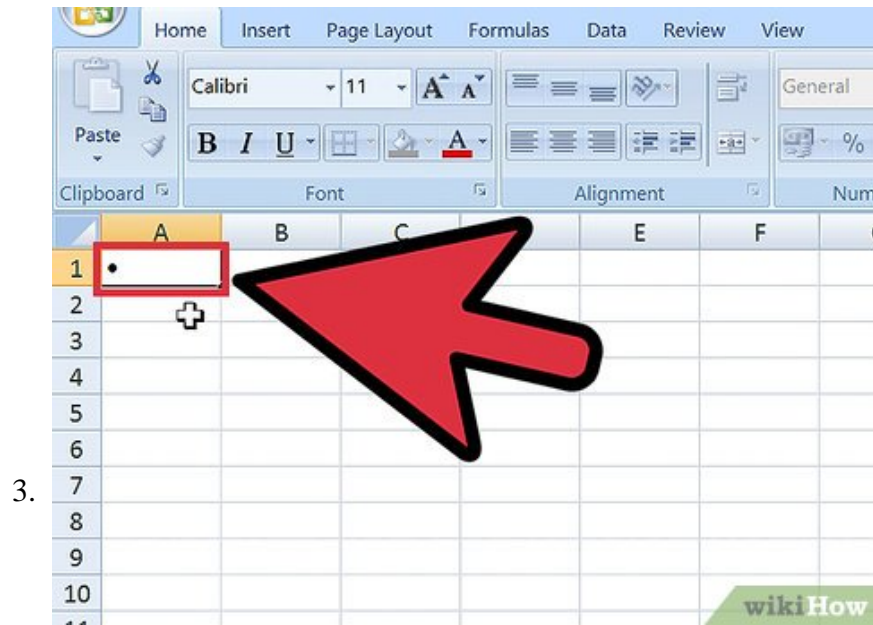 Home Insert Page Layout Formulas Data Review View
Calibri 11 A A General
Paste B I U A %
Clipboard Font Alignment
A B C E F
1 •
2
3
4
5
6
3. 7
8
9
10
wikiHow